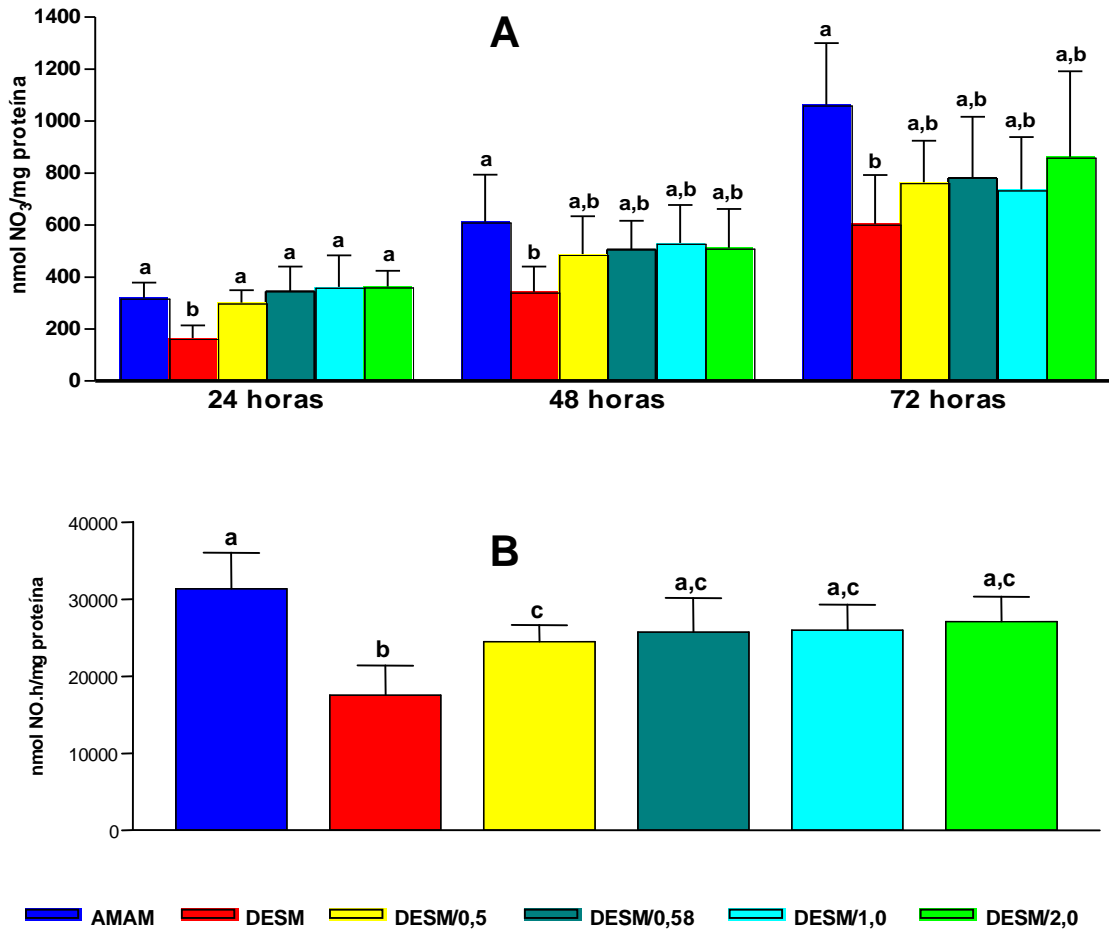 A
nmol NO3/mg proteína
1400
1200
1000
800
600
400
200
0
a b a a a a
a b a,b a,b a,b a,b
a b a,b a,b a,b a,b
24 horas 48 horas 72 horas
B
nmol NO.h/mg proteína
40000
30000
20000
10000
0
a b c a,c a,c a,c
AMAM DESM DESM/0,5 DESM/0,58 DESM/1,0 DESM/2,0